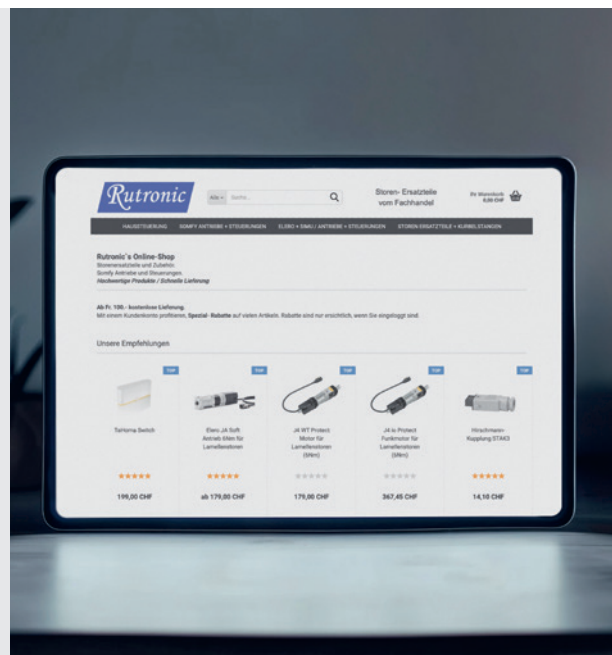 Rutronic
Alle
Suche...
Storen- Ersatzteile
vom Fachhandel
Ihr Warenkorb
0,00 CHF
HAUSSTEUERUNG SOMFY ANTRIEBE + STEUERUNGEN ELERO + SIMU / ANTRIEBE + STEUERUNGEN STOREN ERSATZTEILE + KURBELSTANGEN
Rutronic's Online-Shop
Storenersatzteile und Zubehör.
Somfy Antriebe und Steuerungen.
Hochwertige Produkte / Schnelle Lieferung
Ab Fr. 100.- kostenlose Lieferung.
Mit einem Kundenkonto profitieren, Spezial- Rabatte auf vielen Artikeln. Rabatte sind nur ersichtlich, wenn Sie eingeloggt sind.
Unsere Empfehlungen
TOP
TaHoma Switch
199,00 CHF
TOP
Elero JA Soft
Antrieb 6Nm für
Lamellenstoren
ab 179,00 CHF
TOP
J4 WT Protect
Motor für
Lamellenstoren
(6Nm)
179,00 CHF
TOP
J4 io Protect
Funkmotor für
Lamellenstoren
(6Nm)
367,45 CHF
TOP
Hirschmann-
Kupplung STAK3
14,10 CHF